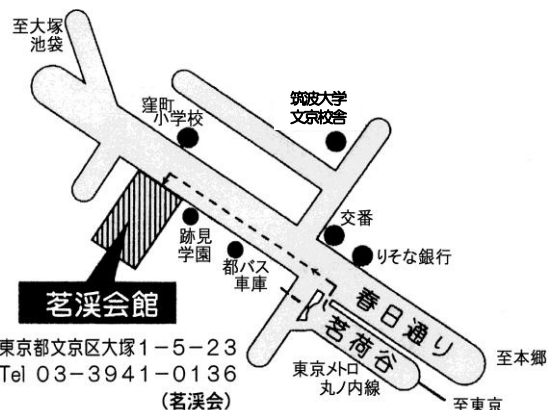 至大塚
池袋
窪町
小学校
筑波大学
文京校舎
交番
りそな銀行
跡見
学園
都バス
車庫
茗渓会館
春日通り
茗荷谷
東京メトロ
丸ノ内線
至本郷
至東京
東京都文京区大塚1-5-23
Tel 03-3941-0136
(茗渓会)